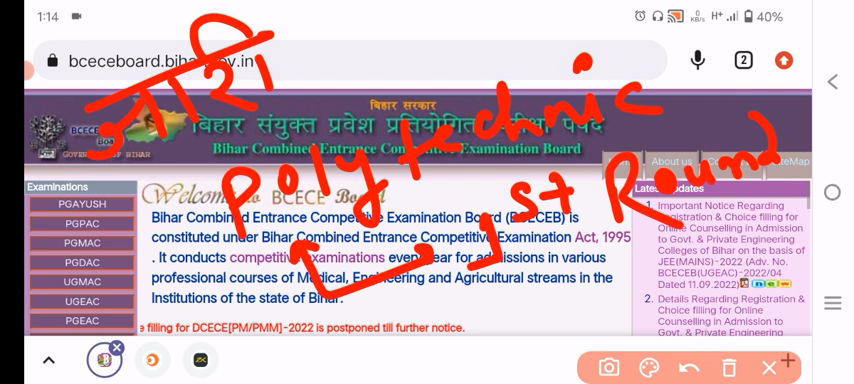 1:14
0 KB/s H+ 40%
bceceboard.bihar.gov.in
2
जारी
Polytechnic
1st Round
बिहार सरकार
बिहार संयुक्त प्रवेश प्रतियोगिता परीक्षा पर्षद
Bihar Combined Entrance Competitive Examination Board
GOVERNMENT OF BIHAR
About us
SiteMap
Examinations
PGAYUSH
PGPAC
PGMAC
PGDAC
UGMAC
UGEAC
PGEAC
Welcome to BCECE Board
Bihar Combined Entrance Competitive Examination Board (BCECEB) is
constituted under Bihar Combined Entrance Competitive Examination Act, 1995
. It conducts competitive examinations every year for admissions in various
professional courses of Medical, Engineering and Agricultural streams in the
Institutions of the state of Bihar.
e filling for DCECE[PM/PMM]-2022 is postponed till further notice.
Latest Updates
1. Important Notice Regarding
Registration & Choice filling for
Online Counselling in Admission
to Govt. & Private Engineering
Colleges of Bihar on the basis of
JEE(MAINS)-2022 (Adv. No.
BCECEB(UGEAC)-2022/04
Dated 11.09.2022)
2. Details Regarding Registration &
Choice filling for Online
Counselling in Admission to
Govt. & Private Engineering